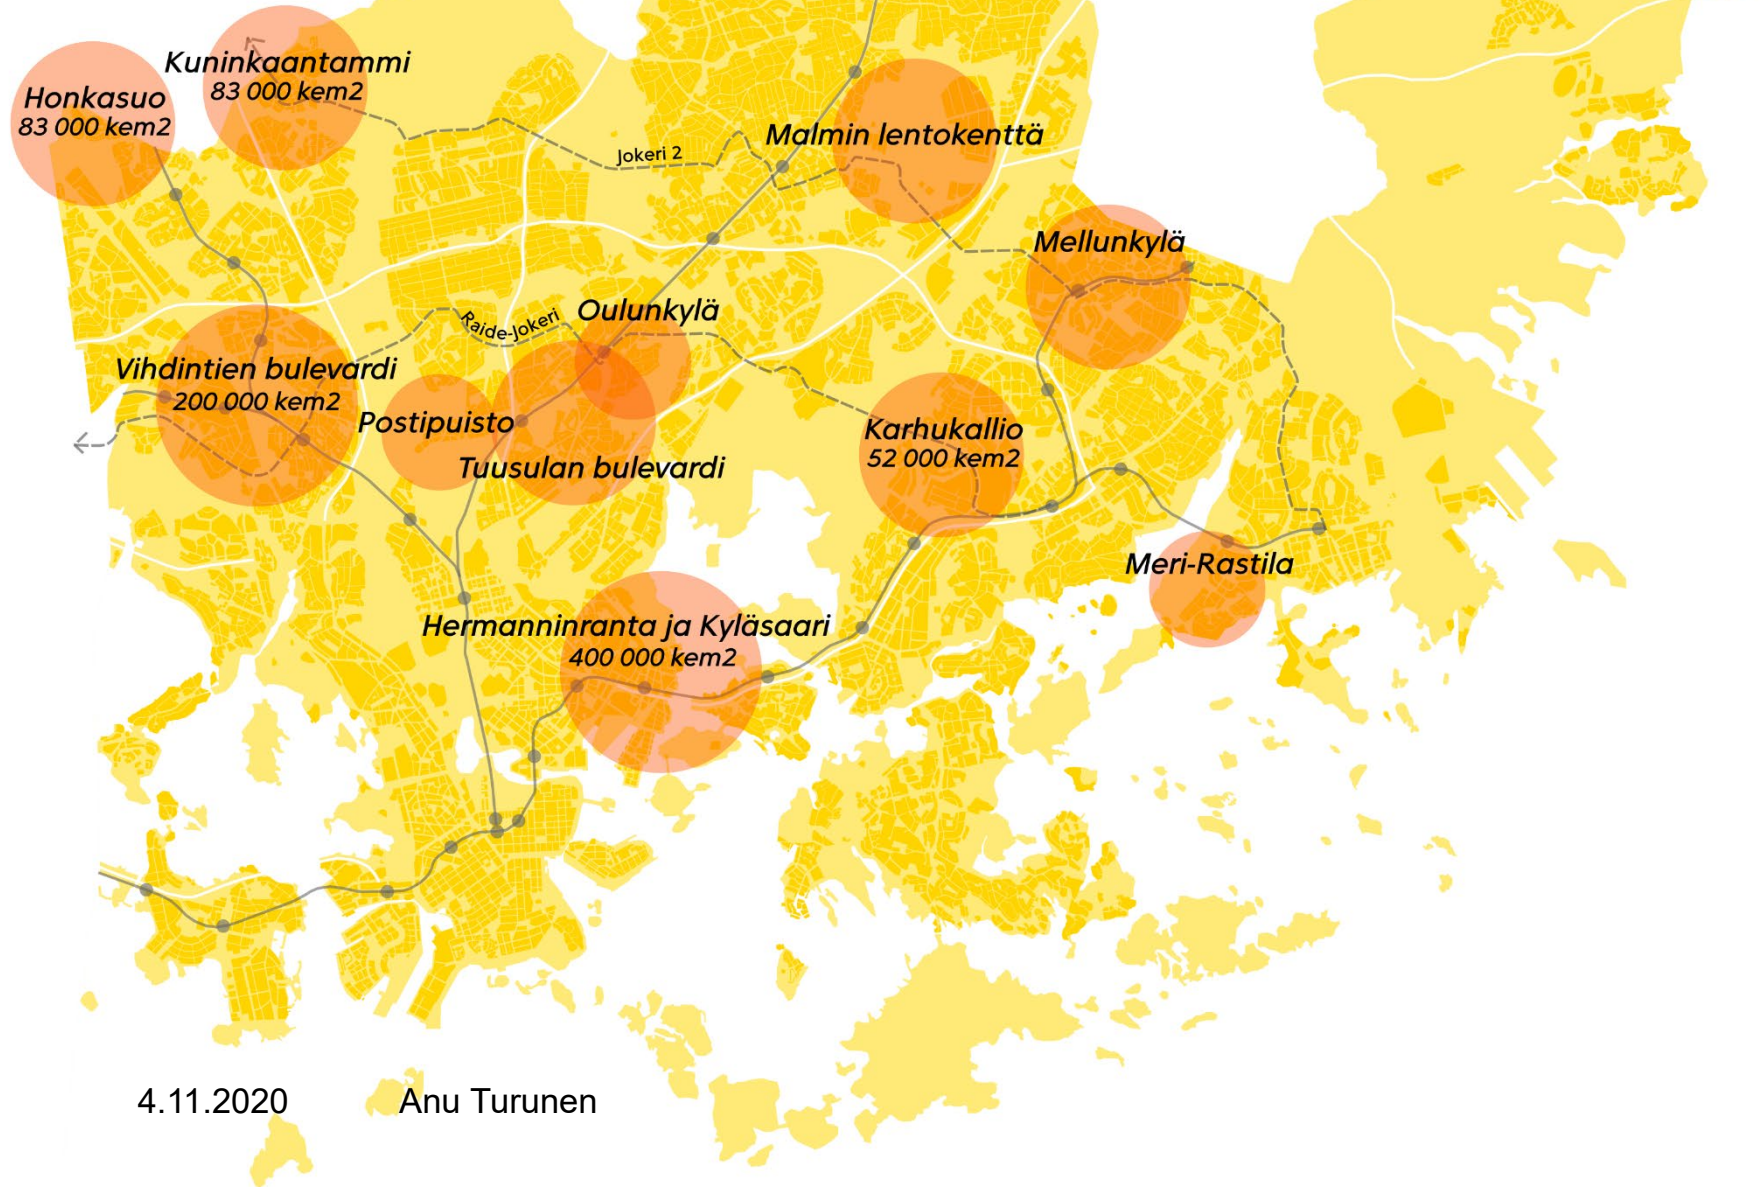 Kuninkaantammi
83 000 kem2
Honkasuo
83 000 kem2
Malmin lentokenttä
Jokeri 2
Mellunkylä
Oulunkylä
Raide-Jokeri
Vihdintien bulevardi
200 000 kem2
Postipuisto
Karhukallio
52 000 kem2
Tuusulan bulevardi
Meri-Rastila
Hermanninranta ja Kyläsaari
400 000 kem2
4.11.2020
Anu Turunen